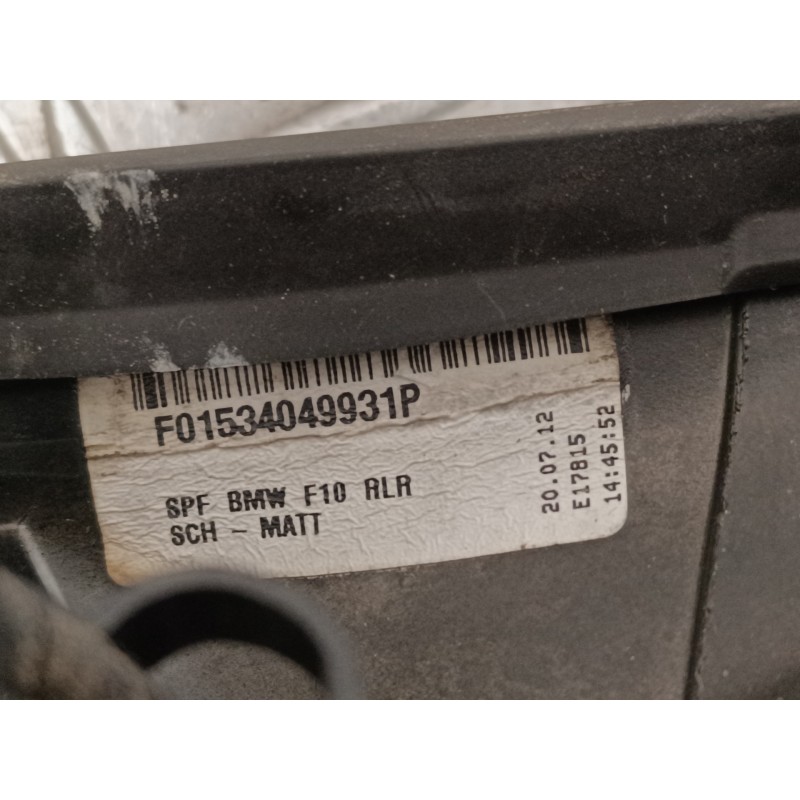 F01534049931P
SPF BMW F10 RLR
SCH - MATT
20.07.12
E17815
14:45:52